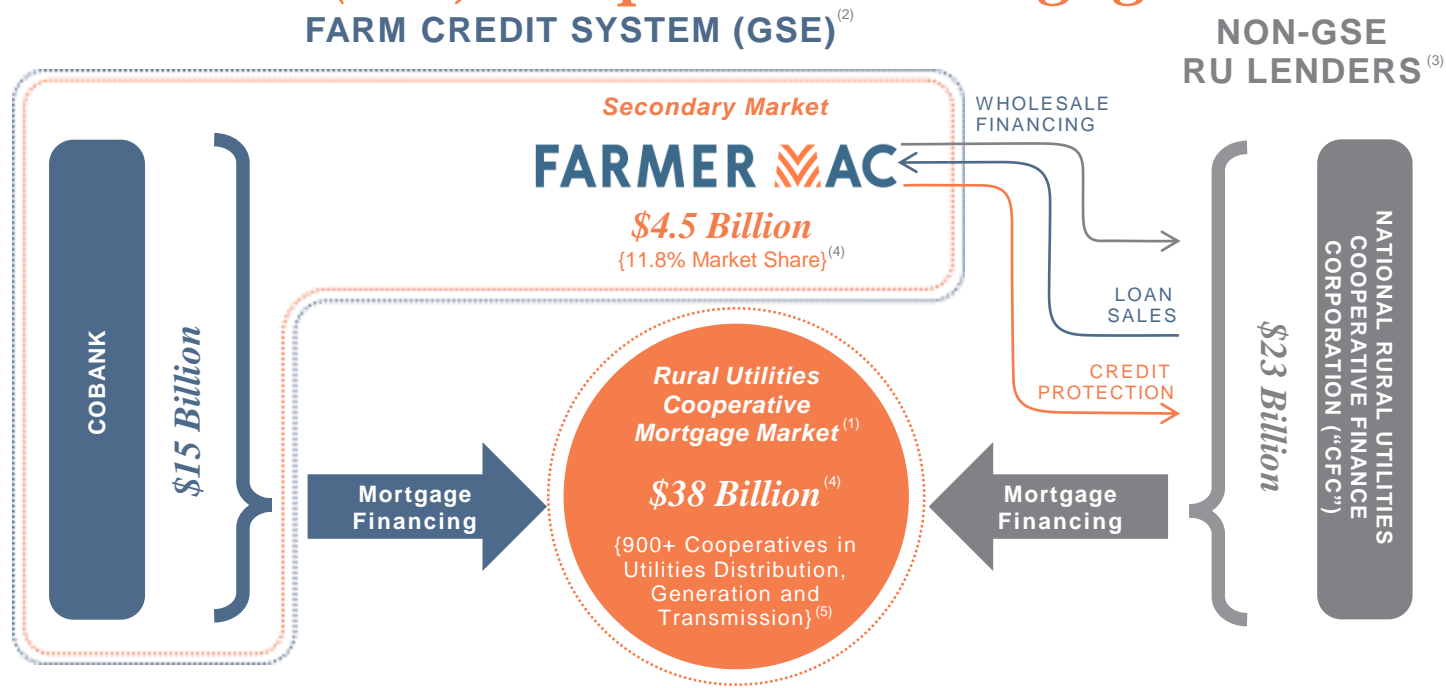 FARM CREDIT SYSTEM (GSE)(2)
NON-GSE
RU LENDERS(3)
Secondary Market
FARMER MAC
$4.5 Billion
{11.8% Market Share}(4)
WHOLESALE
FINANCING
LOAN
SALES
CREDIT
PROTECTION
COBANK
$15 Billion
Mortgage
Financing
Rural Utilities
Cooperative
Mortgage Market(1)
$38 Billion(4)
{900+ Cooperatives in
Utilities Distribution,
Generation and
Transmission}(5)
Mortgage
Financing
$23 Billion
NATIONAL RURAL UTILITIES
COOPERATIVE FINANCE
CORPORATION (“CFC”)